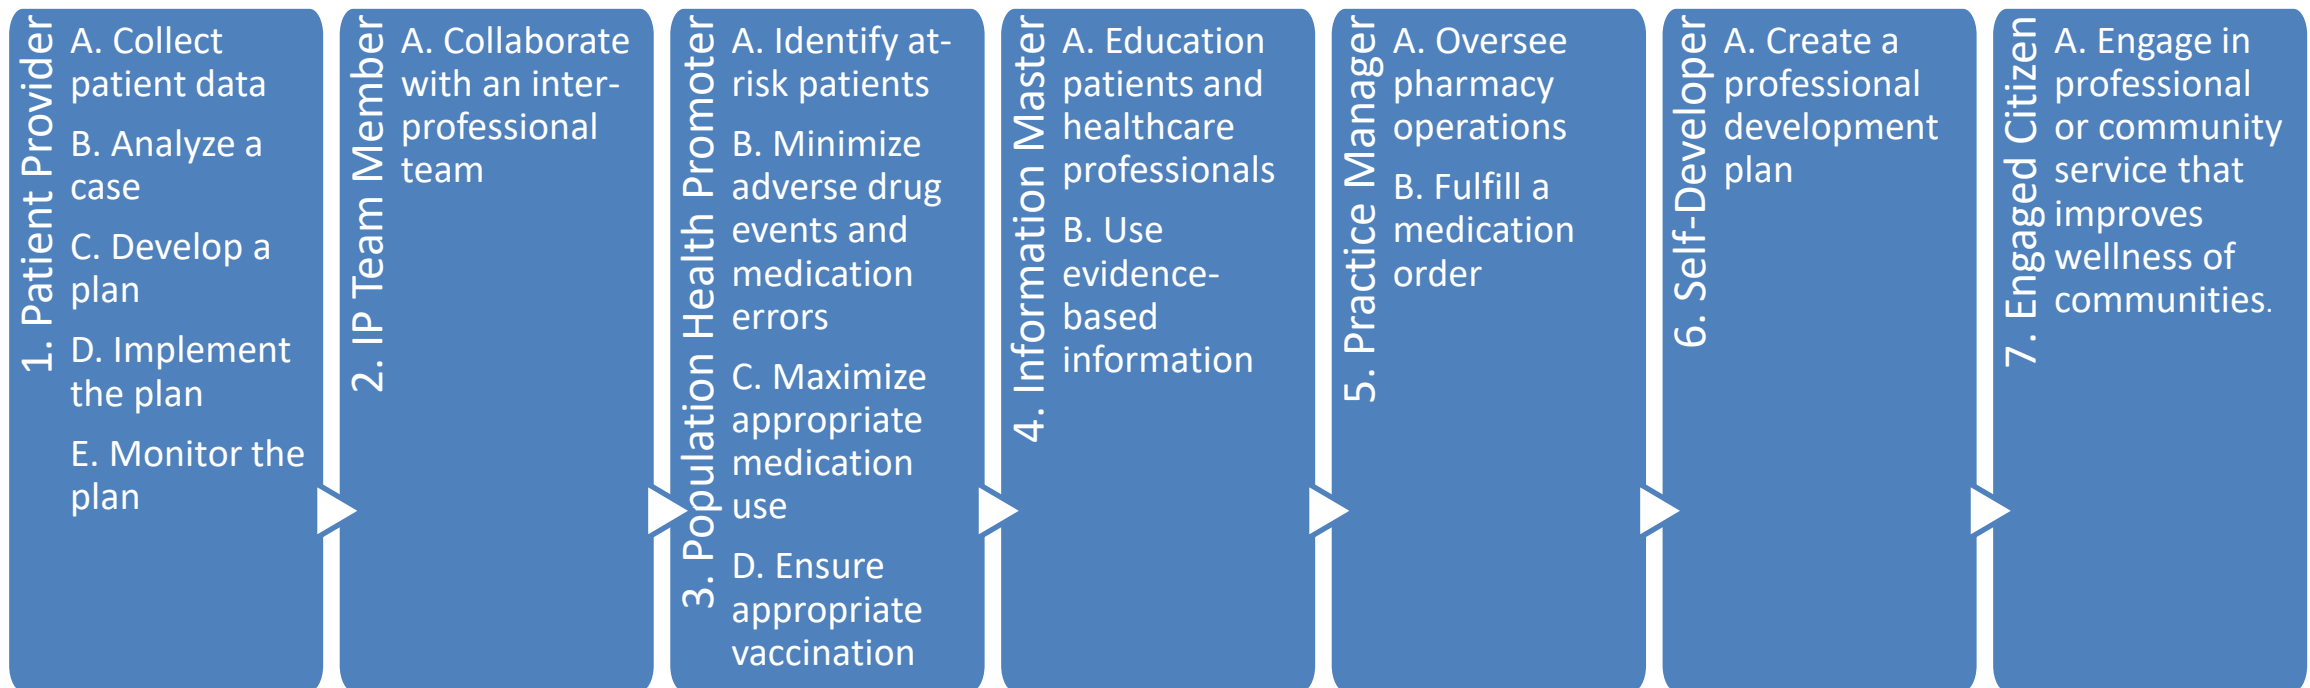 1. Patient Provider
A. Collect
patient data
B. Analyze a
case
C. Develop a
plan
D. Implement
the plan
E. Monitor the
plan
2. IP Team Member
A. Collaborate
with an inter-
professional
team
3. Population Health Promoter
A. Identify at-
risk patients
B. Minimize
adverse drug
events and
medication
errors
C. Maximize
appropriate
medication
use
D. Ensure
appropriate
vaccination
4. Information Master
A. Education
patients and
healthcare
professionals
B. Use
evidence-
based
information
5. Practice Manager
A. Oversee
pharmacy
operations
B. Fulfill a
medication
order
6. Self-Developer
A. Create a
professional
development
plan
7. Engaged Citizen
A. Engage in
professional
or community
service that
improves
wellness of
communities.